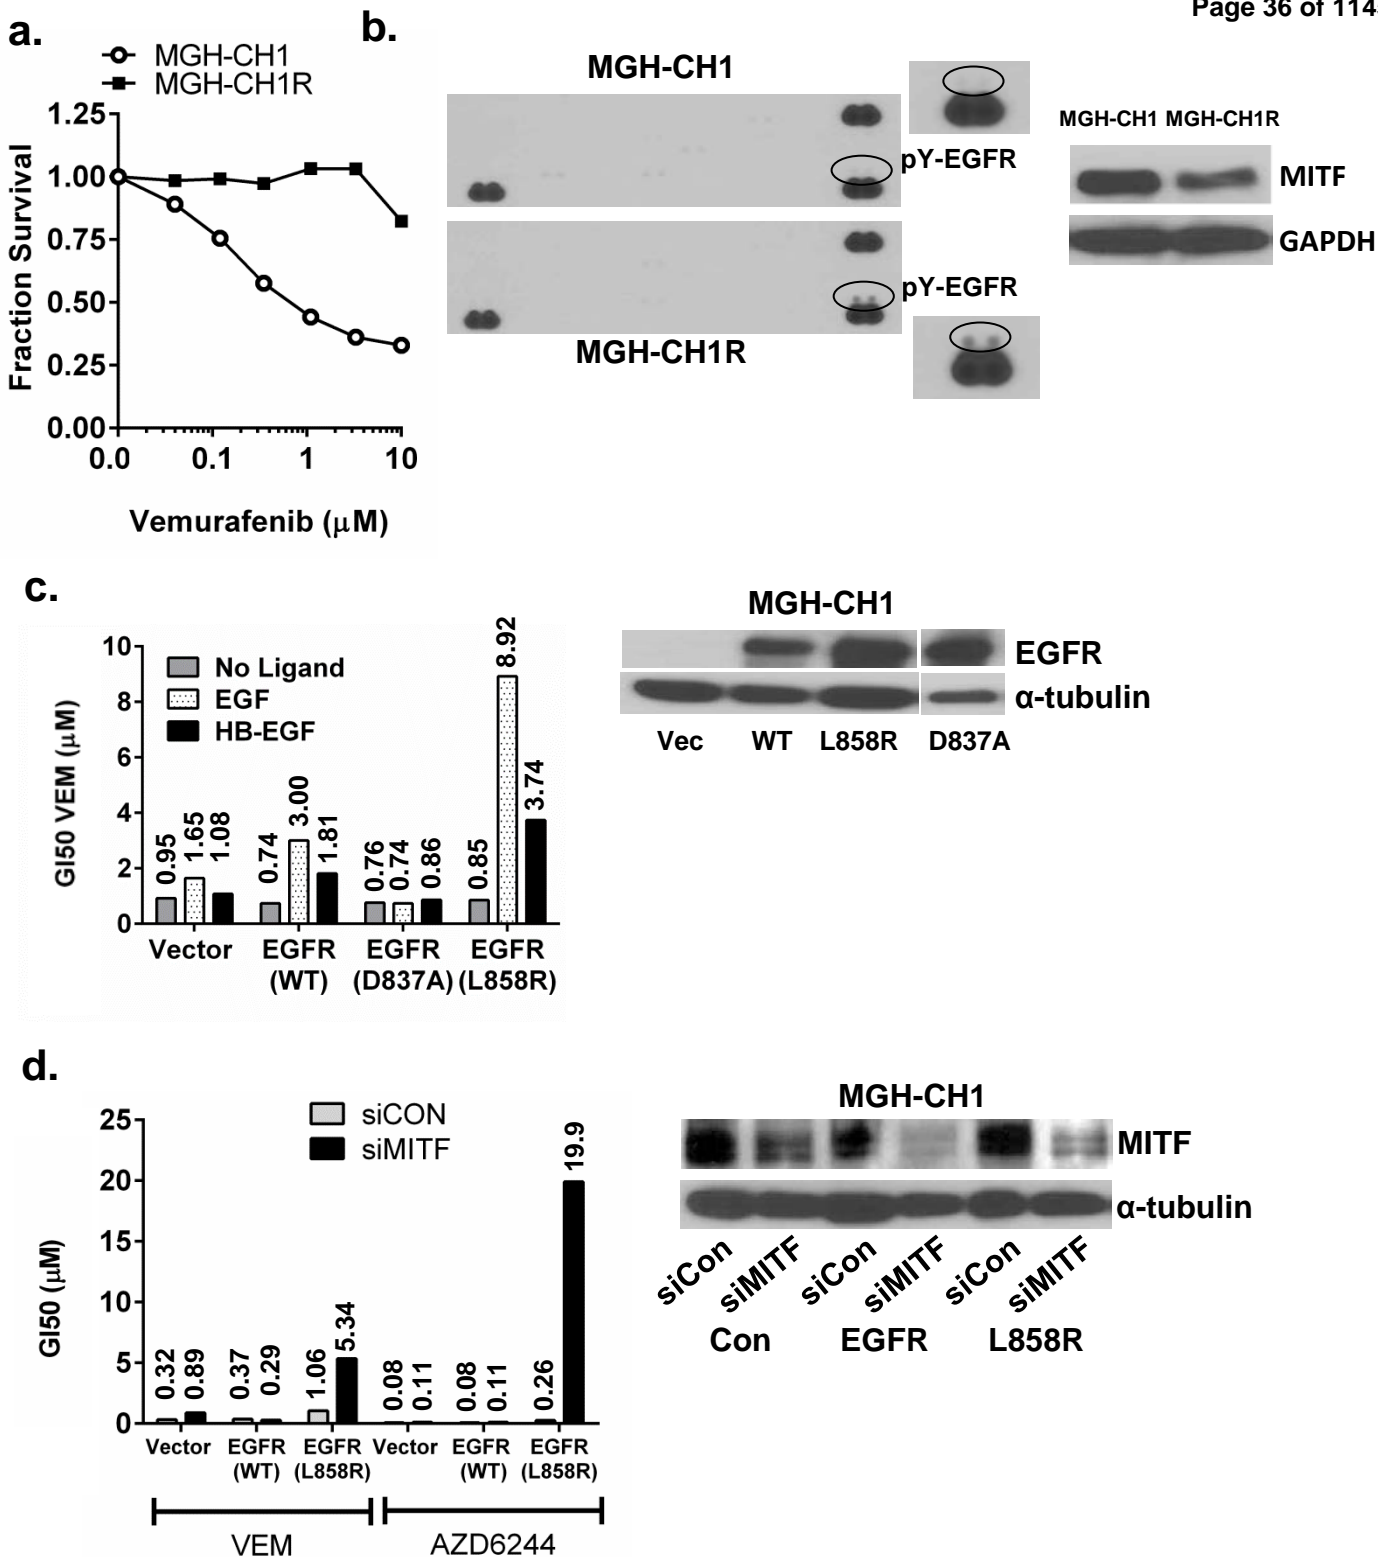 Page 36 of 114
a.
MGH-CH1
MGH-CH1R
1.25
1.00
0.75
0.50
0.25
0.00
Fraction Survival
0.0 0.1 1 10
Vemurafenib (μM)
b.
MGH-CH1
pY-EGFR
pY-EGFR
MGH-CH1R
MGH-CH1 MGH-CH1R
MITF
GAPDH
c.
GI50 VEM (μM)
10
8
6
4
2
0
No Ligand
EGF
HB-EGF
0.95 1.65 1.08 0.74 3.00 1.81 0.76 0.74 0.86 0.85 8.92 3.74
Vector EGFR EGFR EGFR
(WT) (D837A) (L858R)
MGH-CH1
EGFR
α-tubulin
Vec WT L858R D837A
d.
GI50 (μM)
25
20
15
10
5
0
siCON
siMITF
0.32 0.89 0.37 0.29 1.06 5.34 0.08 0.11 0.08 0.11 0.26 19.9
Vector EGFR EGFR Vector EGFR EGFR
(WT) (L858R) (WT) (L858R)
VEM AZD6244
MGH-CH1
MITF
α-tubulin
siCon siMITF siCon siMITF siCon siMITF
Con EGFR L858R